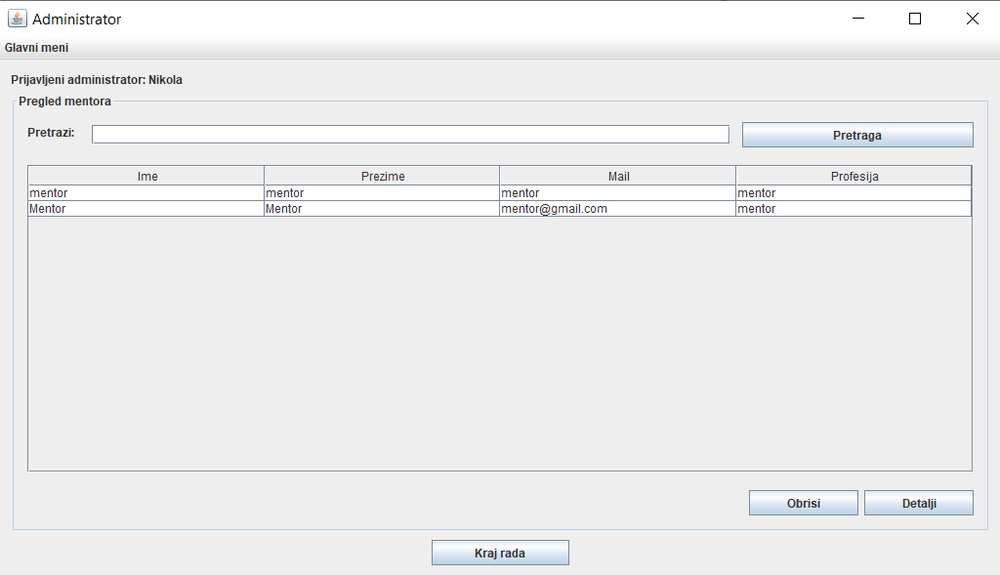 Administrator
Glavni meni
Prijavljeni administrator: Nikola
Pregled mentora
Pretrazi: Pretraga
Ime Prezime Mail Profesija
mentor mentor mentor mentor
Mentor Mentor mentor@gmail.com mentor
Obrisi Detalji
Kraj rada